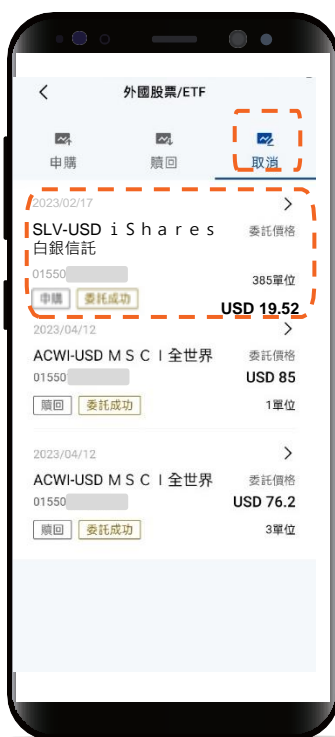 外國股票/ETF
申購 贖回 取消
2023/02/17
SLV-USD ｉＳｈａｒｅｓ 委託價格
白銀信託
01550 385單位
申購 委託成功 USD 19.52
2023/04/12
ACWI-USD ＭＳＣＩ全世界 委託價格
01550 USD 85
贖回 委託成功 1單位
2023/04/12
ACWI-USD ＭＳＣＩ全世界 委託價格
01550 USD 76.2
贖回 委託成功 3單位